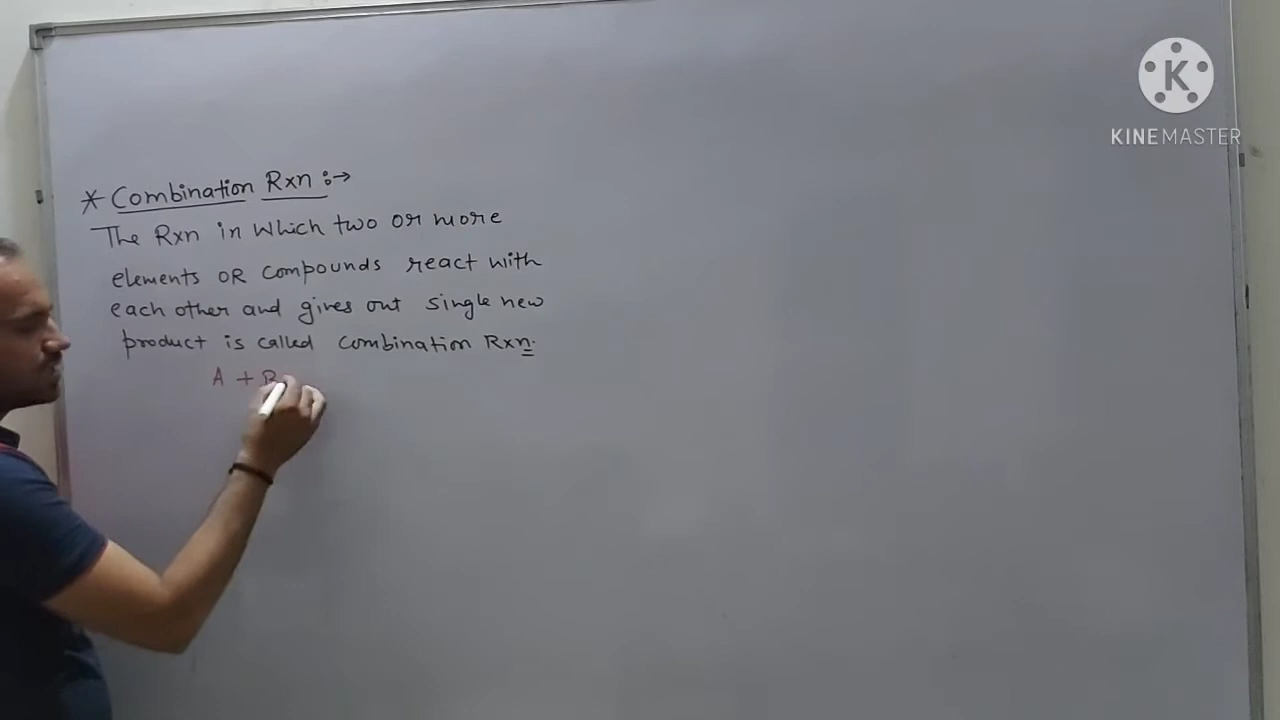 K
KINEMASTER
* Combination Rxn :→
The Rxn in which two or more
elements OR compounds react with
each other and gives out single new
product is called combination Rxn.
A + B